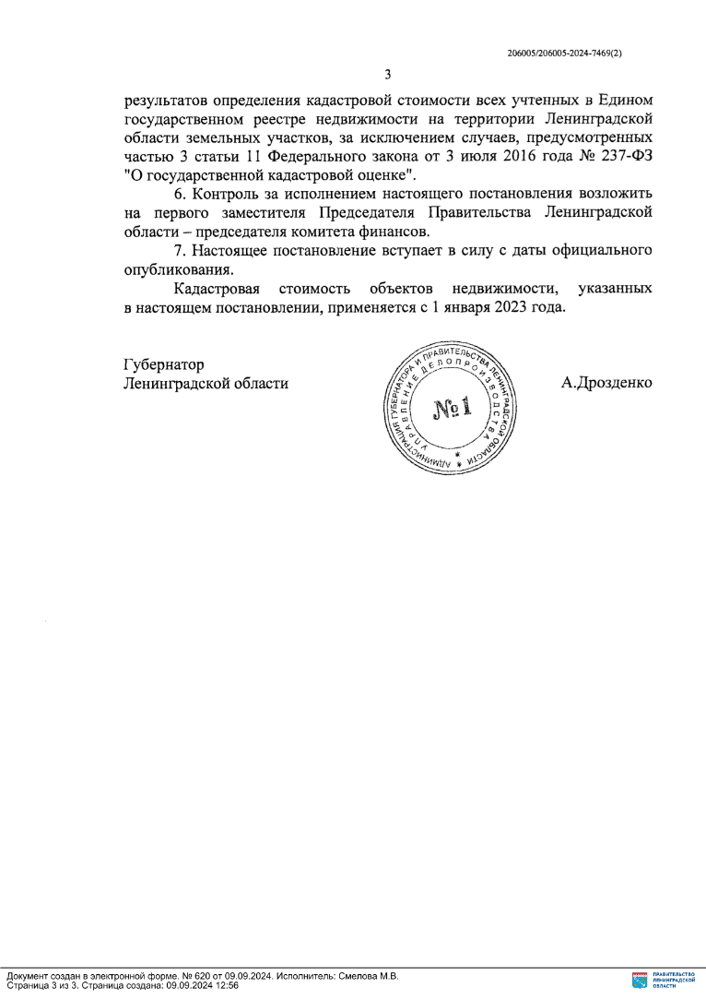 206005/206005-2024-7469(2)
3
результатов определения кадастровой стоимости всех учтенных в Едином
государственном реестре недвижимости на территории Ленинградской
области земельных участков, за исключением случаев, предусмотренных
частью 3 статьи 11 Федерального закона от 3 июля 2016 года № 237-ФЗ
"О государственной кадастровой оценке".
6. Контроль за исполнением настоящего постановления возложить
на первого заместителя Председателя Правительства Ленинградской
области – председателя комитета финансов.
7. Настоящее постановление вступает в силу с даты официального
опубликования.
Кадастровая стоимость объектов недвижимости, указанных
в настоящем постановлении, применяется с 1 января 2023 года.
Губернатор
Ленинградской области
А.Дрозденко
АДМИНИСТРАЦИЯ ГУБЕРНАТОРА И ПРАВИТЕЛЬСТВА ЛЕНИНГРАДСКОЙ ОБЛАСТИ *
УПРАВЛЕНИЕ ДЕЛОПРОИЗВОДСТВА *
№1
Документ создан в электронной форме. № 620 от 09.09.2024. Исполнитель: Смелова М.В.
Страница 3 из 3. Страница создана: 09.09.2024 12:56
ПРАВИТЕЛЬСТВО
ЛЕНИНГРАДСКОЙ
ОБЛАСТИ